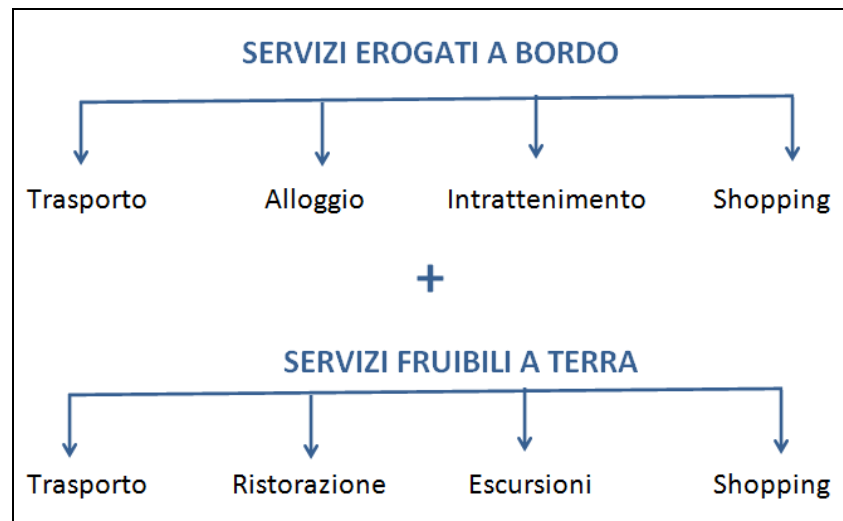 SERVIZI EROGATI A BORDO
Trasporto Alloggio Intrattenimento Shopping
+
SERVIZI FRUIBILI A TERRA
Trasporto Ristorazione Escursioni Shopping